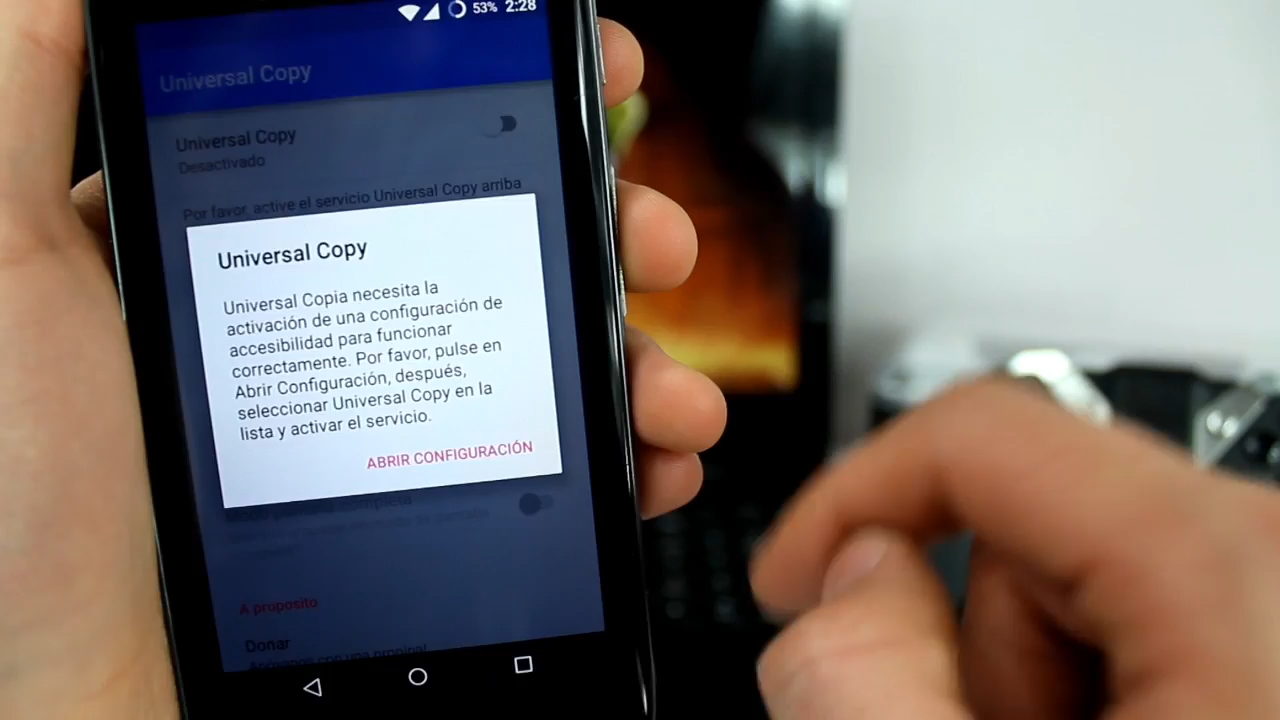 53% 2:28
Universal Copy
Universal Copy
Desactivado
Por favor, active el servicio Universal Copy arriba
Universal Copy
Universal Copia necesita la
activación de una configuración de
accesibilidad para funcionar
correctamente. Por favor, pulse en
Abrir Configuración, después,
seleccionar Universal Copy en la
lista y activar el servicio.
ABRIR CONFIGURACIÓN
A proposito
Donar